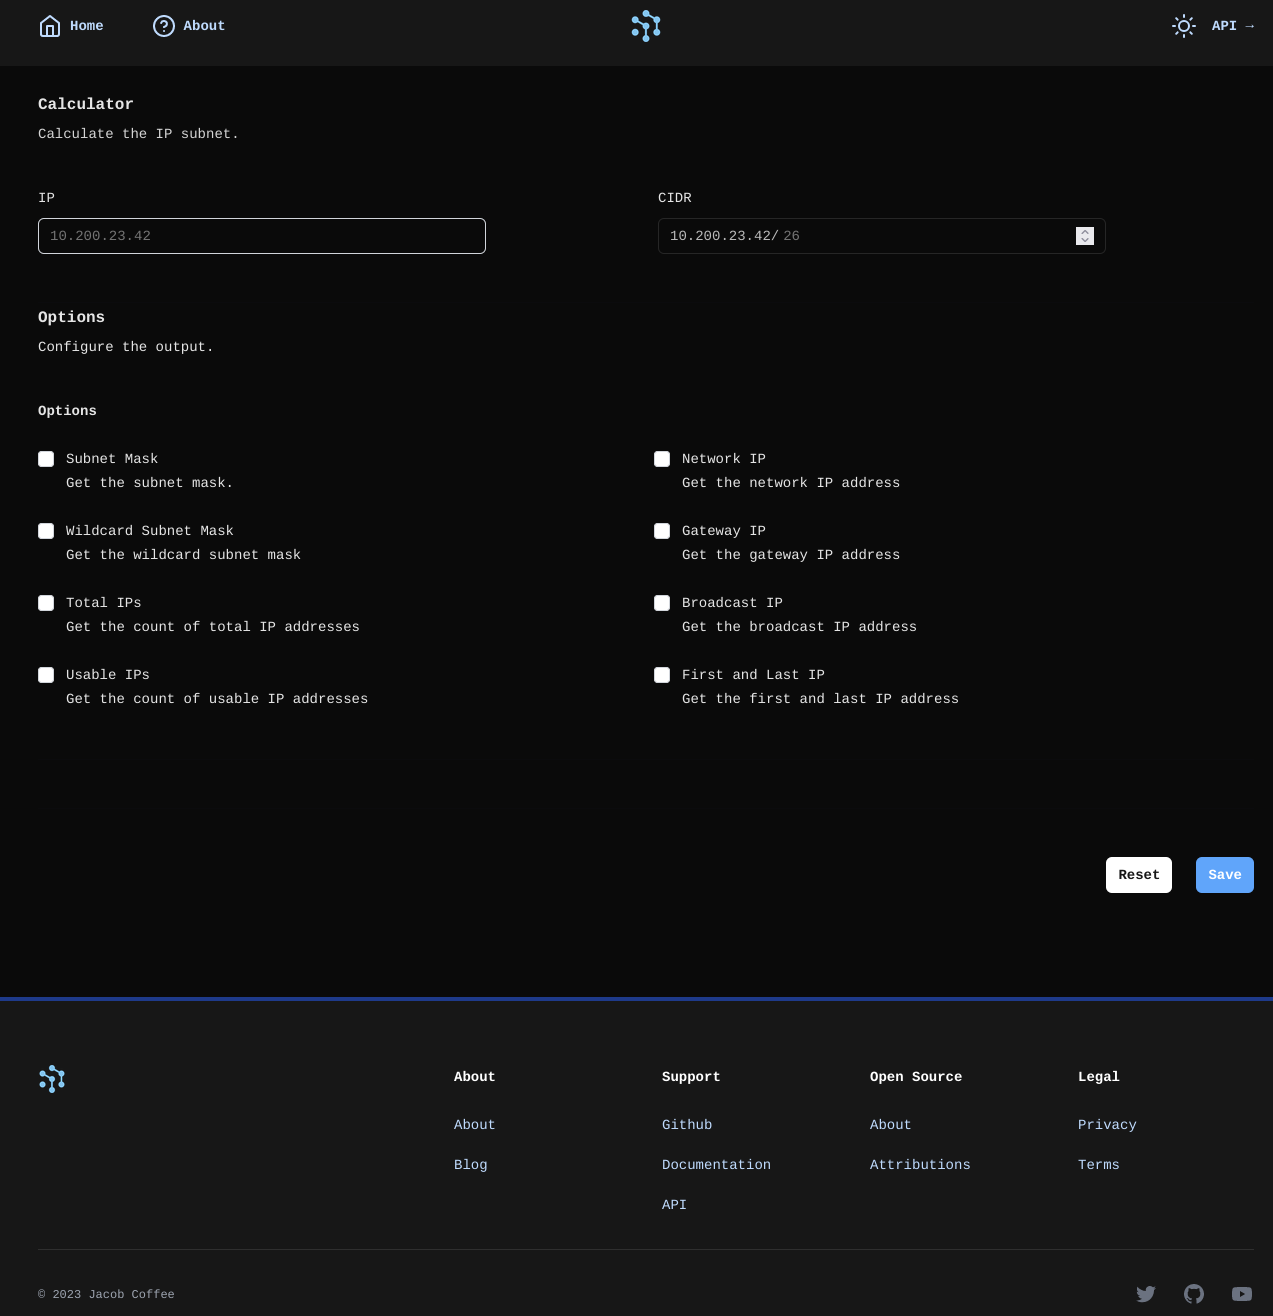 Home About API →
Calculator
Calculate the IP subnet.
IP CIDR
10.200.23.42 10.200.23.42/ 26
Options
Configure the output.
Options
Subnet Mask
Get the subnet mask.
Network IP
Get the network IP address
Wildcard Subnet Mask
Get the wildcard subnet mask
Gateway IP
Get the gateway IP address
Total IPs
Get the count of total IP addresses
Broadcast IP
Get the broadcast IP address
Usable IPs
Get the count of usable IP addresses
First and Last IP
Get the first and last IP address
Reset Save
About
About
Blog
Support
Github
Documentation
API
Open Source
About
Attributions
Legal
Privacy
Terms
© 2023 Jacob Coffee